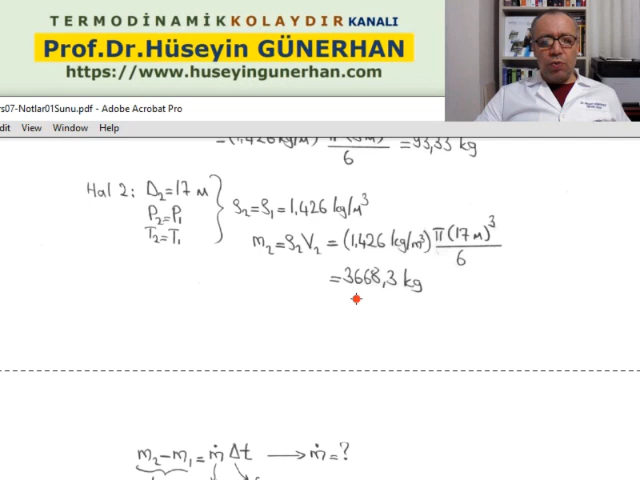 TERMODİNAMİKKOLAYDIR KANALI
Prof.Dr.Hüseyin GÜNERHAN
https://www.huseyingunerhan.com
rs07-Notlar01Sunu.pdf - Adobe Acrobat Pro
dit View Window Help
6 = 93,33 kg
Hal 2: D₂=17 m
P₂=P₁
T₂=T₁
ρ₂=ρ₁=1,426 kg/m³
m₂=ρ₂V₂ = (1,426 kg/m³) π(17 m)³ / 6
=3668,3 kg
m₂-m₁=ṁ Δt → ṁ=?